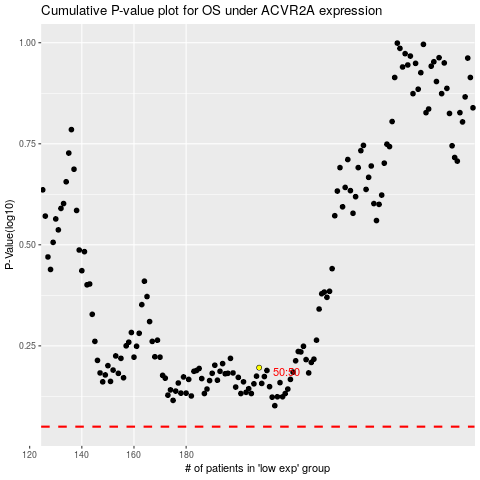 Cumulative P-value plot for OS under ACVR2A expression
P-Value(log10)
1.00
0.75
0.50
0.25
50:50
120 140 160 180
# of patients in 'low exp' group